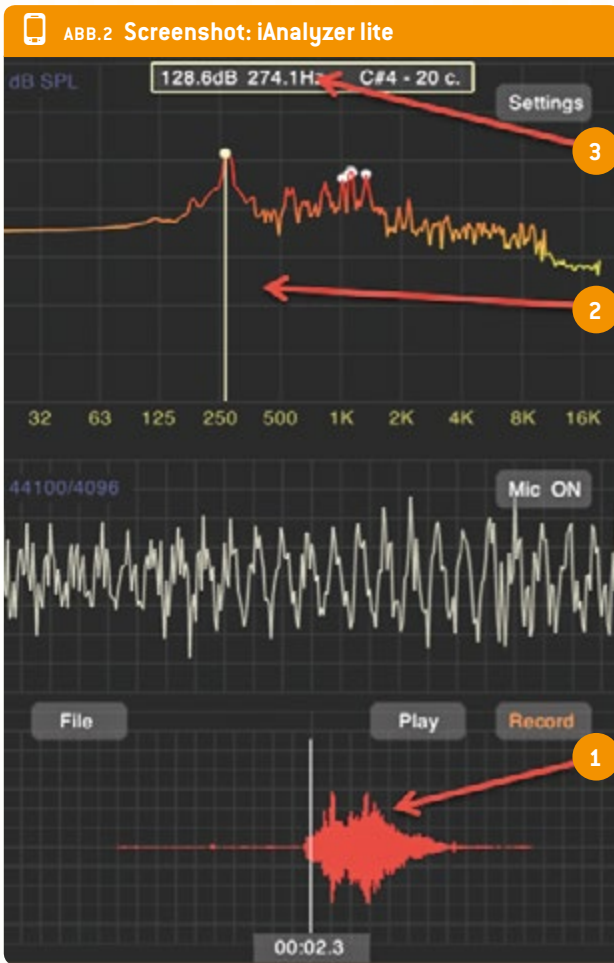 ABB.2 Screenshot: iAnalyzer lite
dB SPL
128.6dB 274.1Hz C#4 - 20 c.
Settings
3
2
32 63 125 250 500 1K 2K 4K 8K 16K
44100/4096
Mic ON
File Play Record
1
00:02.3